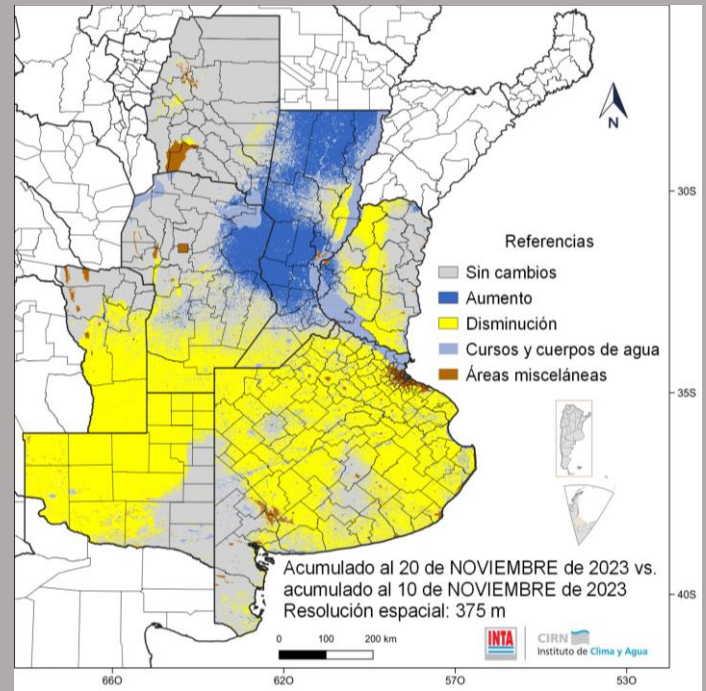 N
30S
Referencias
Sin cambios
Aumento
Disminución
Cursos y cuerpos de agua
Áreas misceláneas
35S
Acumulado al 20 de NOVIEMBRE de 2023 vs.
acumulado al 10 de NOVIEMBRE de 2023
Resolución espacial: 375 m
40S
0 100 200 km
INTA
CIRN
Instituto de Clima y Agua
66O 62O 57O 53O